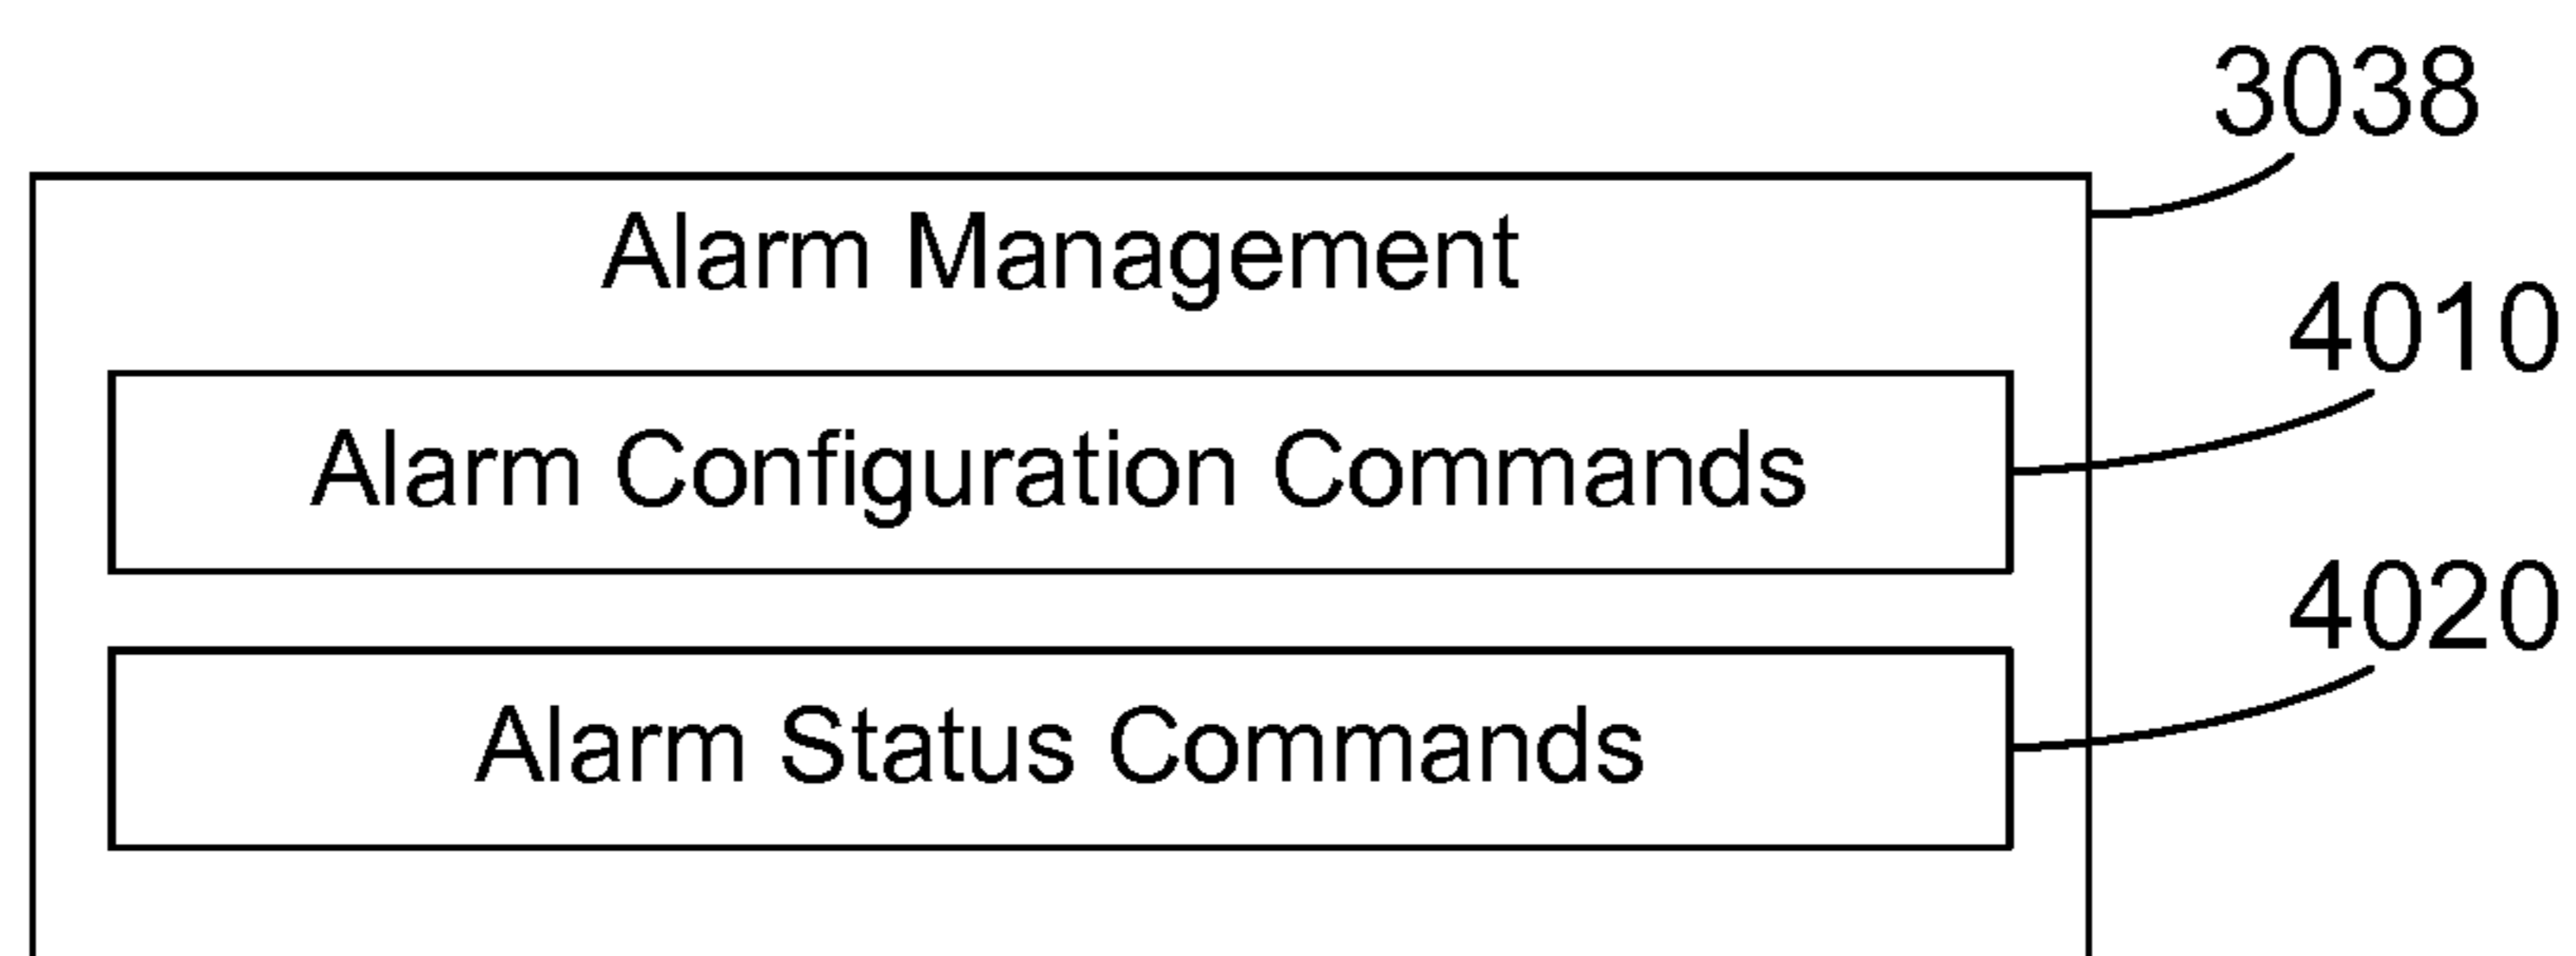 3038
Alarm Management
4010
Alarm Configuration Commands
4020
Alarm Status Commands